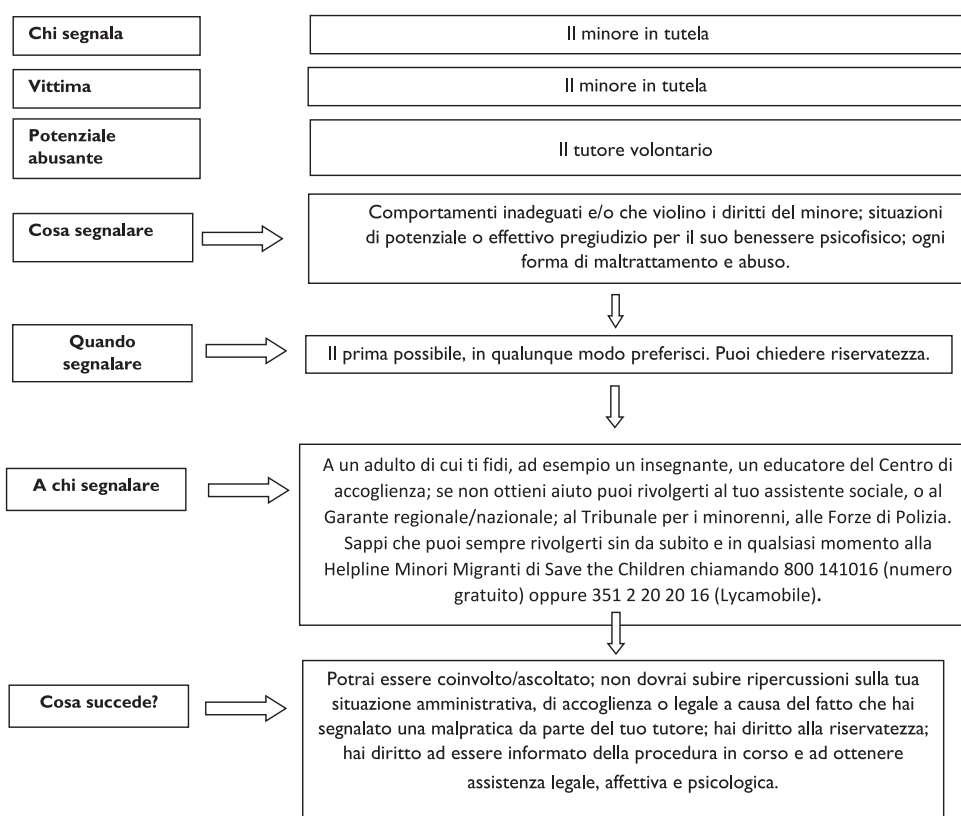 Chi segnala
Il minore in tutela
Vittima
Il minore in tutela
Potenziale
abusante
Il tutore volontario
Cosa segnalare
Comportamenti inadeguati e/o che violino i diritti del minore; situazioni
di potenziale o effettivo pregiudizio per il suo benessere psicofisico; ogni
forma di maltrattamento e abuso.
Quando
segnalare
Il prima possibile, in qualunque modo preferisci. Puoi chiedere riservatezza.
A chi segnalare
A un adulto di cui ti fidi, ad esempio un insegnante, un educatore del Centro di
accoglienza; se non ottieni aiuto puoi rivolgerti al tuo assistente sociale, o al
Garante regionale/nazionale; al Tribunale per i minorenni, alle Forze di Polizia.
Sappi che puoi sempre rivolgerti sin da subito e in qualsiasi momento alla
Helpline Minori Migranti di Save the Children chiamando 800 141016 (numero
gratuito) oppure 351 2 20 20 16 (Lycamobile).
Cosa succede?
Potrai essere coinvolto/ascoltato; non dovrai subire ripercussioni sulla tua
situazione amministrativa, di accoglienza o legale a causa del fatto che hai
segnalato una malpratica da parte del tuo tutore; hai diritto alla riservatezza;
hai diritto ad essere informato della procedura in corso e ad ottenere
assistenza legale, affettiva e psicologica.